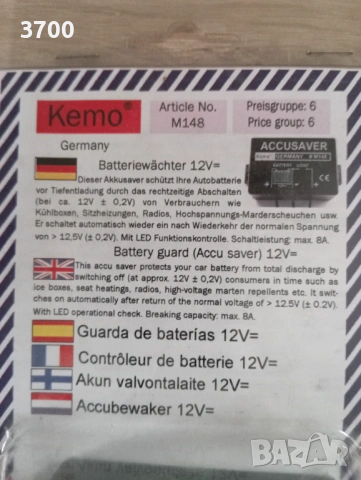 3700
Kemo®
Article No.
M148
Preisgruppe: 6
Price group: 6
Germany
ACCUSAVER
GERMANY
Batteriewächter 12V=
Dieser Akkusaver schützt Ihre Autobatterie
vor Tiefentladung durch das rechtzeitige Abschalten
(bei ca. 12V ± 0,2V) von Verbrauchern wie
Kühlboxen, Sitzheizungen, Radios, Hochspannungs-Marderscheuchen usw.
Er schaltet automatisch wieder ein nach Wiederkehr der normalen Spannung
von > 12,5V (± 0,2V). Mit LED Funktionskontrolle. Schaltleistung: max. 8A.
Battery guard (Accu saver) 12V=
This accu saver protects your car battery from total discharge by
switching off (at approx. 12V ± 0,2V) consumers in time such as
ice boxes, seat heatings, radios, high-voltage marten repellents etc. It swit-
ches on automatically after return of the normal voltage of > 12.5V (± 0.2V).
With LED operational check. Breaking capacity: max. 8A.
Guarda de baterías 12V=
Contrôleur de batterie 12V=
Akun valvontalaite 12V=
Accubewaker 12V=
BAZAR